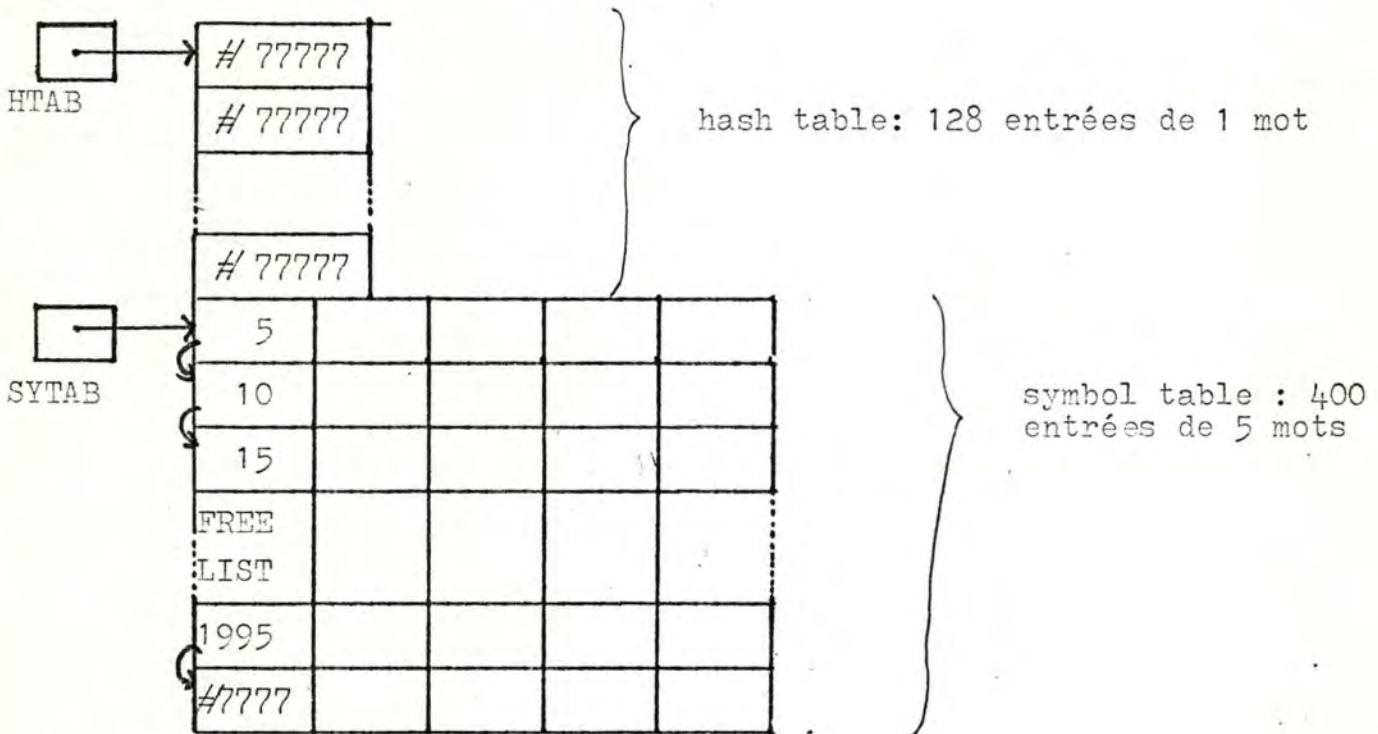 # 77777
HTAB
# 77777
hash table: 128 entrées de 1 mot
# 77777
5
SYTAB
10
symbol table : 400
entrées de 5 mots
15
FREE
LIST
1995
#7777